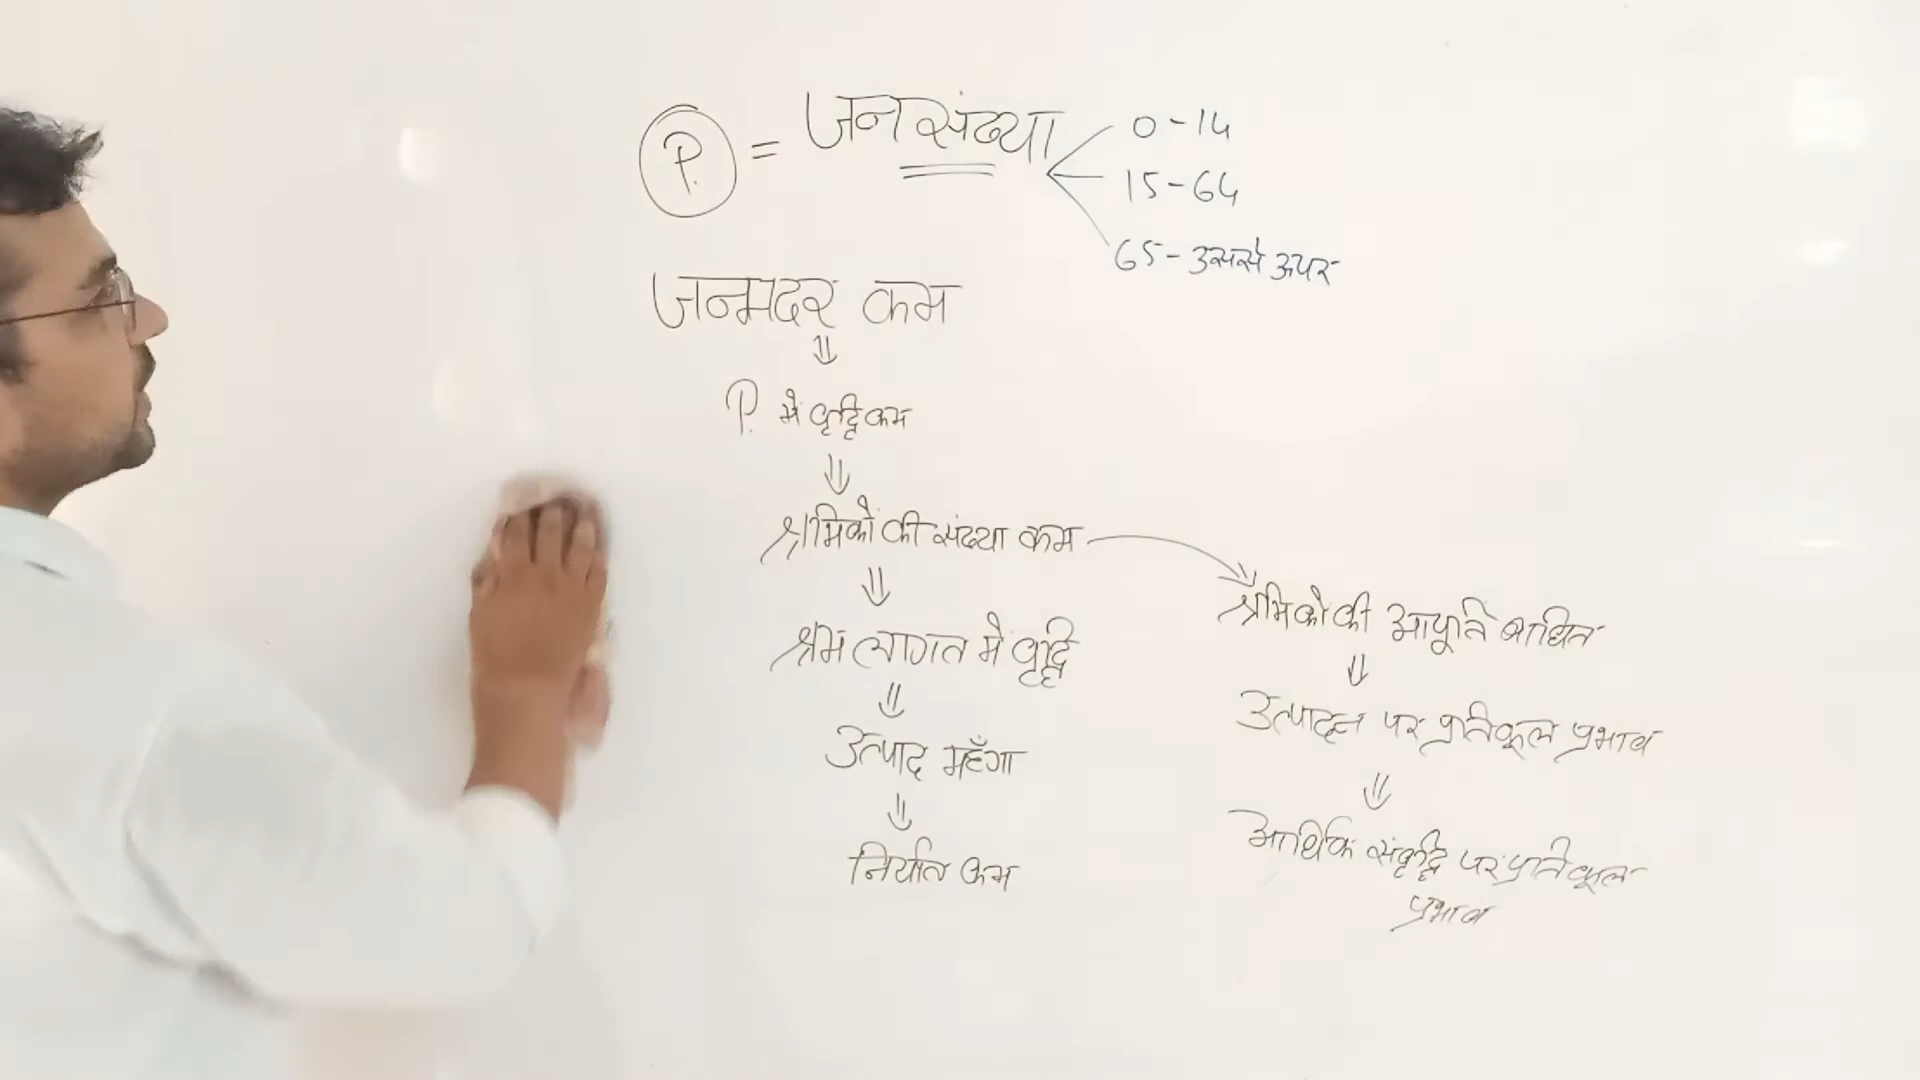 P. = जनसंख्या
0-14
15-64
65-उससे ऊपर
जन्मदर कम
⇓
P. में वृद्धि कम
⇓
श्रमिकों की संख्या कम
⇓
श्रम लागत में वृद्धि
⇓
उत्पाद महँगा
⇓
निर्यात कम
श्रमिकों की आपूर्ति बाधित
⇓
उत्पादन पर प्रतिकूल प्रभाव
⇓
आर्थिक संवृद्धि पर प्रतिकूल
प्रभाव